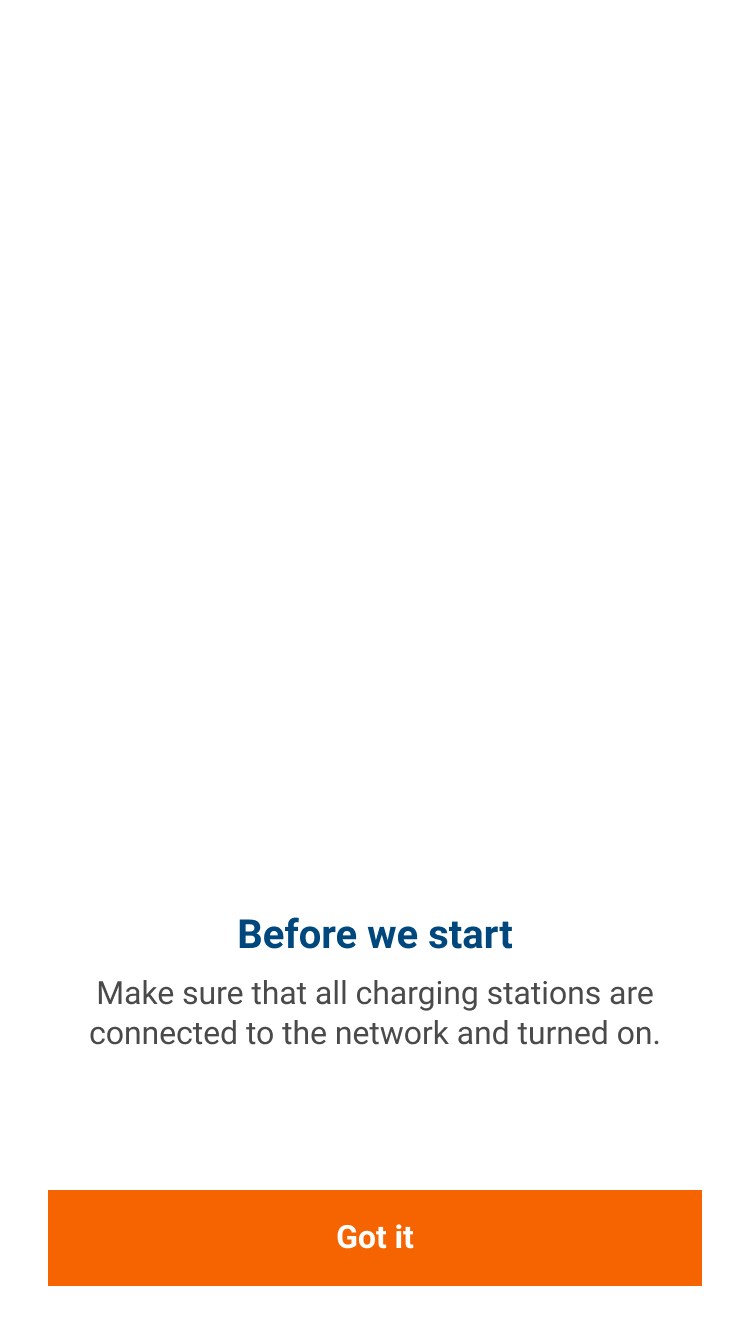 Before we start
Make sure that all charging stations are
connected to the network and turned on.
Got it